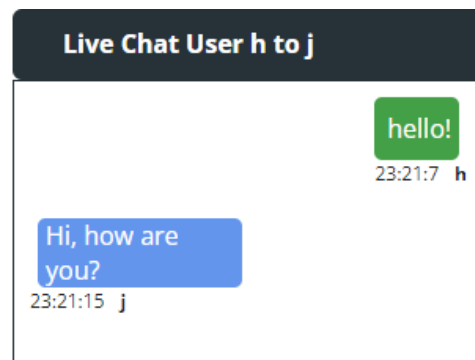 Live Chat User h to j
hello!
23:21:7 h
Hi, how are
you?
23:21:15 j